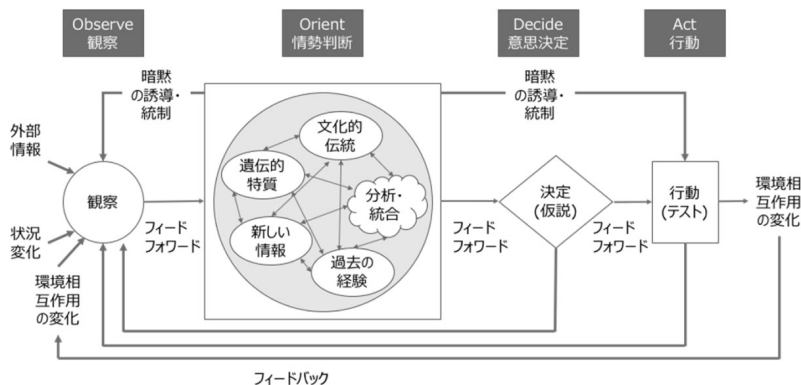 Observe
観察
Orient
情勢判断
Decide
意思決定
Act
行動
暗黙
の誘導・
統制
暗黙
の誘導・
統制
外部
情報
観察
状況
変化
環境相
互作用
の変化
フィード
フォワード
文化的
伝統
遺伝的
特質
分析・
統合
新しい
情報
過去の
経験
フィード
フォワード
決定
(仮説)
フィード
フォワード
行動
(テスト)
環境相
互作用
の変化
フィードバック